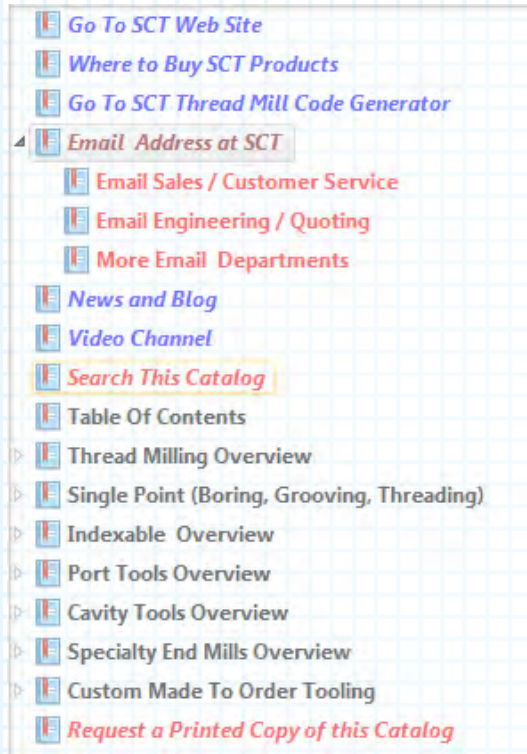 Go To SCT Web Site
Where to Buy SCT Products
Go To SCT Thread Mill Code Generator
Email Address at SCT
Email Sales / Customer Service
Email Engineering / Quoting
More Email Departments
News and Blog
Video Channel
Search This Catalog
Table Of Contents
Thread Milling Overview
Single Point (Boring, Grooving, Threading)
Indexable Overview
Port Tools Overview
Cavity Tools Overview
Specialty End Mills Overview
Custom Made To Order Tooling
Request a Printed Copy of this Catalog